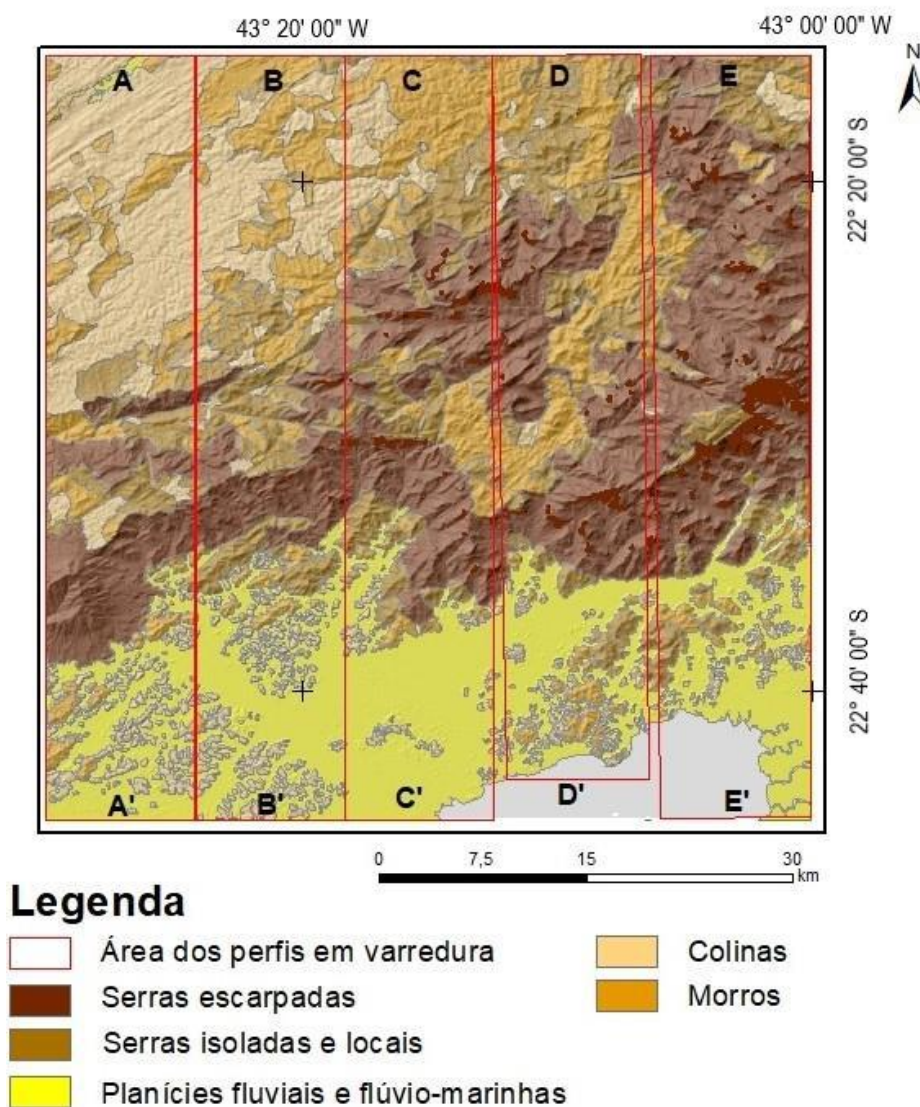 43° 20' 00" W
43° 00' 00" W
N
A
B
C
D
E
22° 20' 00" S
22° 40' 00" S
A'
B'
C'
D'
E'
0
7,5
15
30
km
Legenda
Área dos perfis em varredura
Colinas
Serras escarpadas
Morros
Serras isoladas e locais
Planícies fluviais e flúvio-marinhas